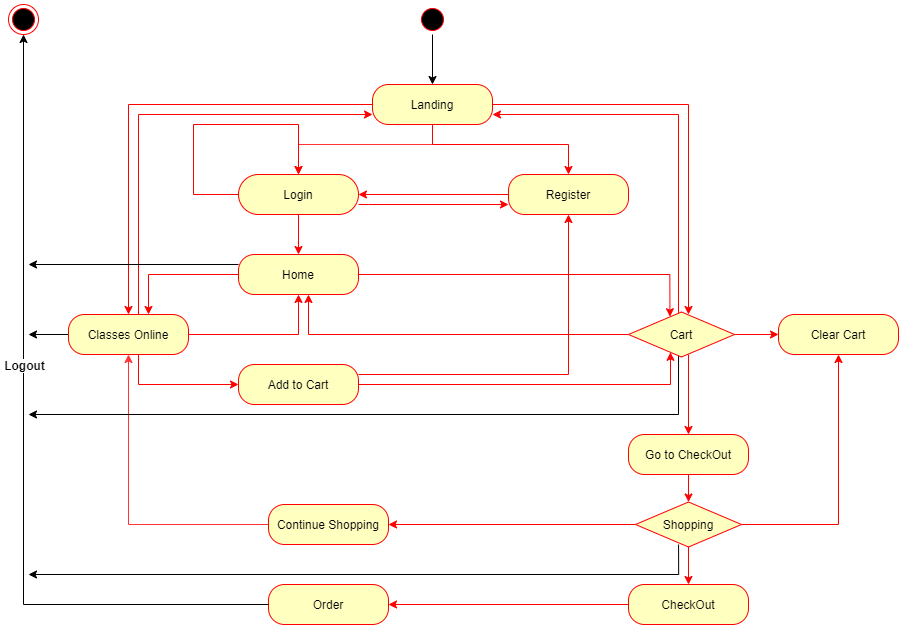 Landing
Login
Register
Home
Classes Online
Cart
Clear Cart
Logout
Add to Cart
Go to CheckOut
Continue Shopping
Shopping
Order
CheckOut